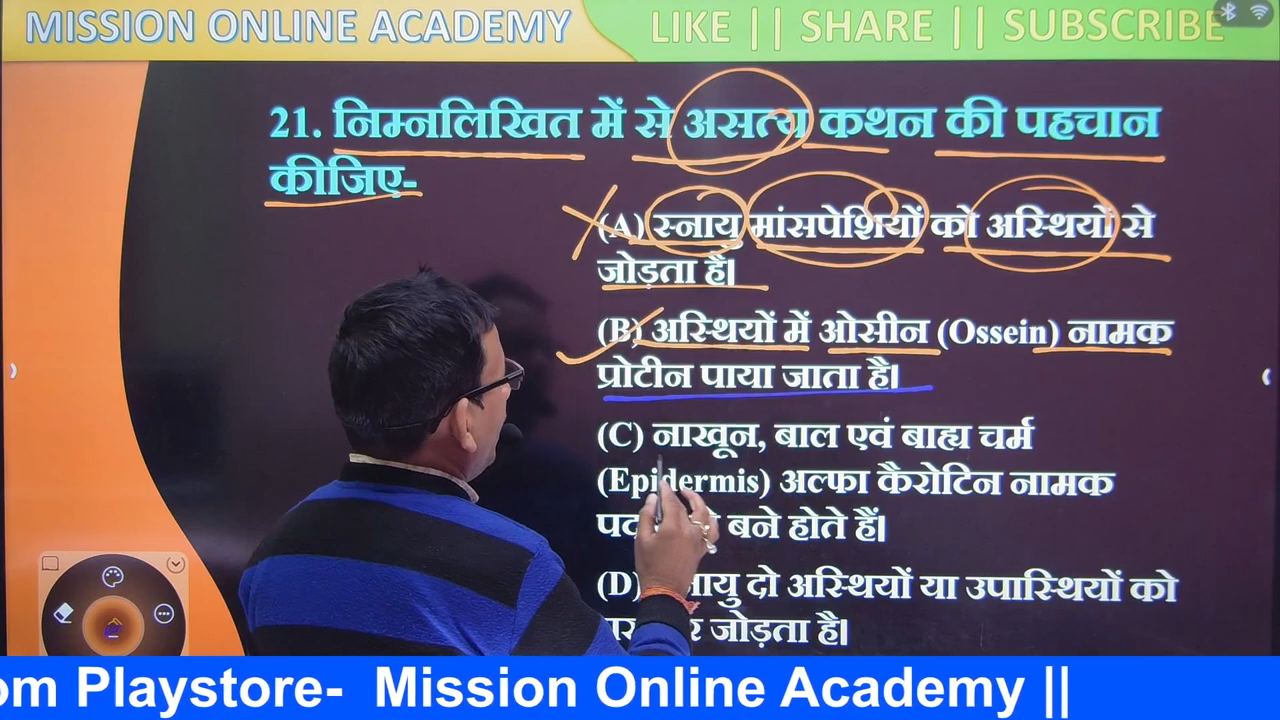 MISSION ONLINE ACADEMY
LIKE || SHARE || SUBSCRIBE
21. निम्नलिखित में से असत्य कथन की पहचान
कीजिए-
(A) स्नायु मांसपेशियों को अस्थियों से
जोड़ता है।
(B) अस्थियों में ओसीन (Ossein) नामक
प्रोटीन पाया जाता है।
(C) नाखून, बाल एवं बाह्य चर्म
(Epidermis) अल्फा कैरोटिन नामक
बने होते हैं।
(D) दो अस्थियों या उपास्थियों को
जोड़ता है।
Playstore- Mission Online Academy ||